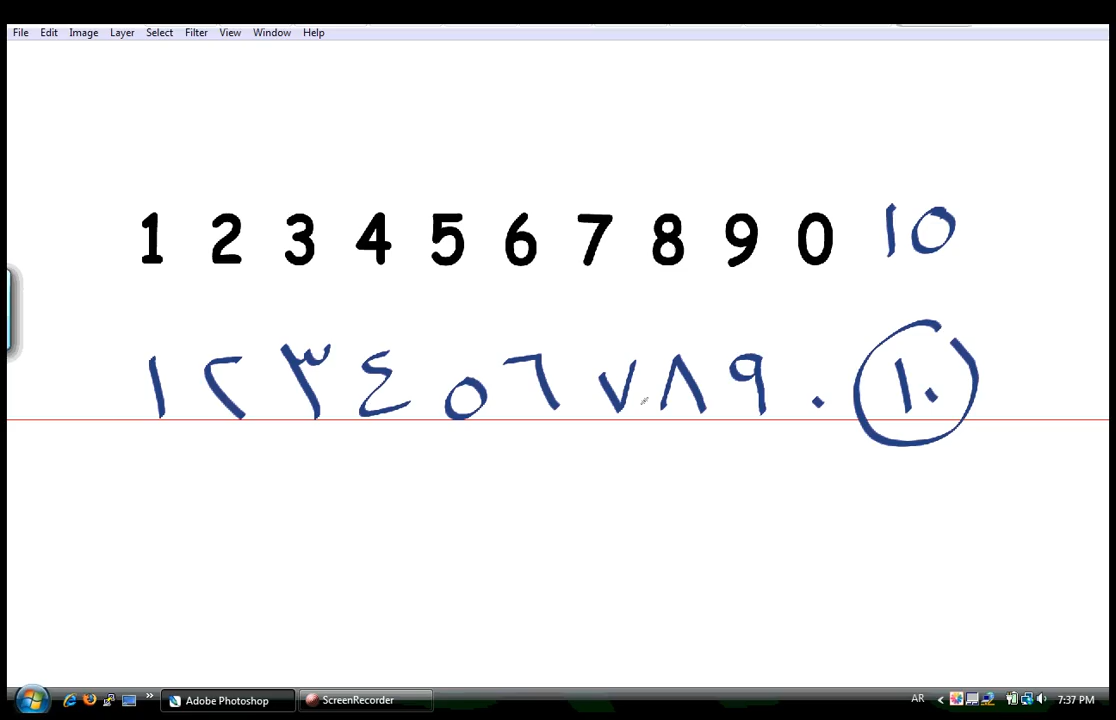 File Edit Image Layer Select Filter View Window Help
1 2 3 4 5 6 7 8 9 0 10
١ ٢ ٣ ٤ ٥ ٦ ٧ ٨ ٩ ٠ ١٠
Adobe Photoshop ScreenRecorder AR 7:37 PM